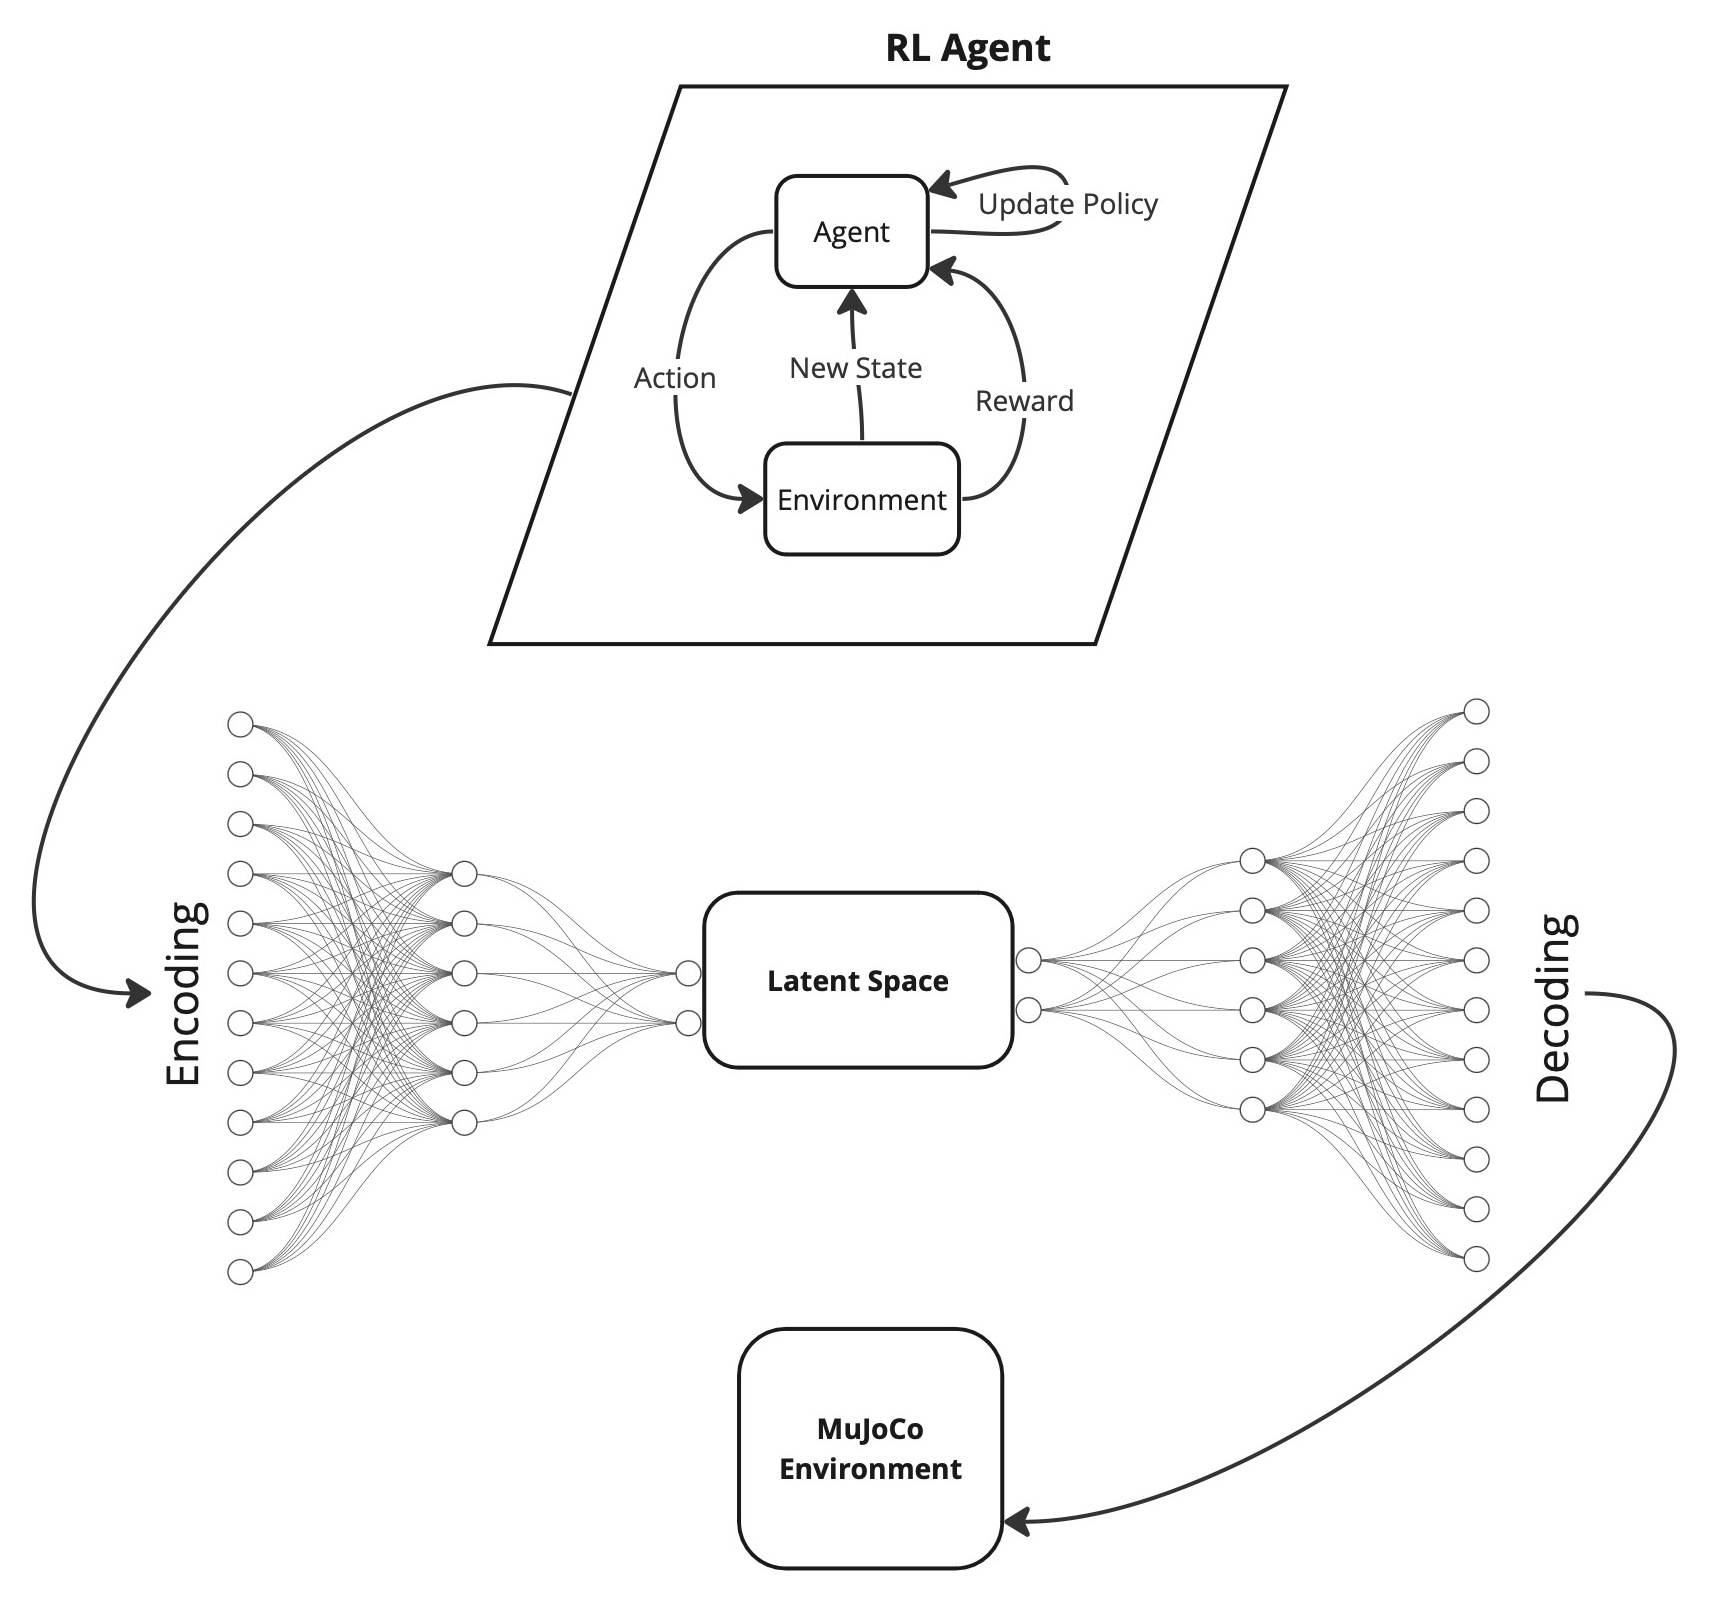 RL Agent
Agent
Update Policy
Action
New State
Reward
Environment
Encoding
Latent Space
Decoding
MuJoCo
Environment